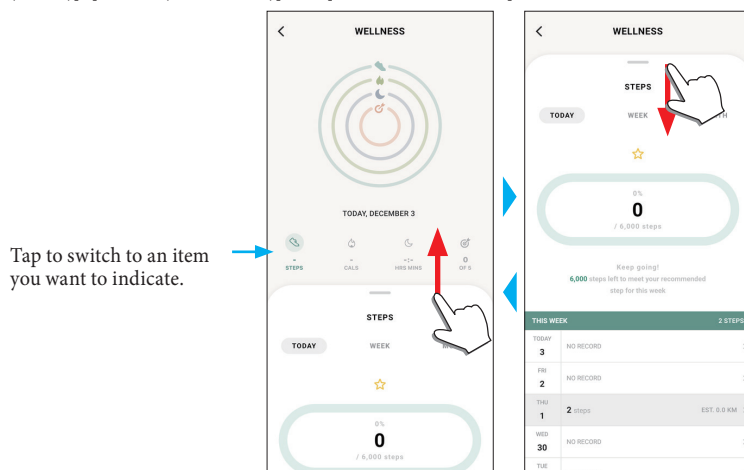 WELLNESS
TODAY, DECEMBER 3
-
STEPS
-
CALS
--:--
HRS MINS
0
OF 5
Tap to switch to an item
you want to indicate.
STEPS
TODAY
WEEK
0%
0
/ 6,000 steps
WELLNESS
STEPS
TODAY
WEEK
0%
0
/ 6,000 steps
Keep going!
6,000 steps left to meet your recommended
step for this week
THIS WEEK 2 STEPS
TODAY
3 NO RECORD
FRI
2 NO RECORD
THU
1 2 steps EST. 0.0 KM
WED
30 NO RECORD
TUE